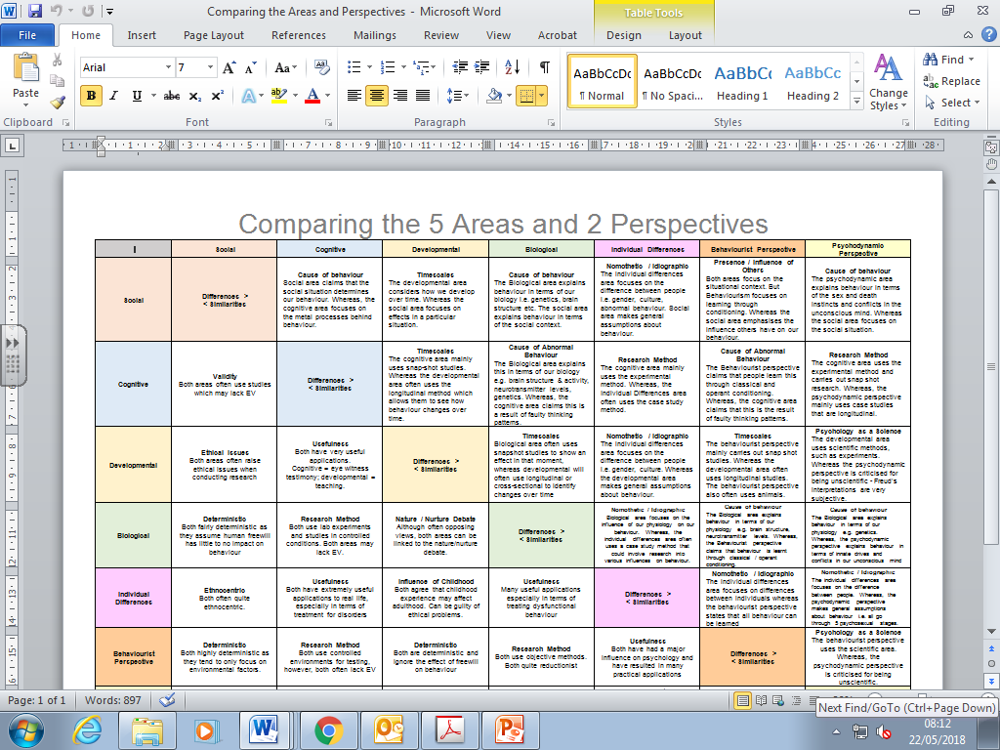 Comparing the Areas and Perspectives - Microsoft Word
Table Tools
File Home Insert Page Layout References Mailings Review View Acrobat Design Layout
Paste
Arial 7
AaBbCcDc AaBbCcDc AaBbCc AaBbCc
¶ Normal ¶ No Spaci... Heading 1 Heading 2
Change Styles
Find
Replace
Select
Clipboard Font Paragraph Styles Editing
Comparing the 5 Areas and 2 Perspectives
Social Cognitive Developmental Biological Individual Differences Behaviourist Perspective Psychodynamic Perspective
Social
Differences >
< Similarities
Cause of behaviour
Social area claims that the
social situation determines
our behaviour. Whereas, the
cognitive area focuses on
the metal processes behind
behaviour.
Timescales
The developmental area
considers how we develop
over time. Whereas the
social area focuses on
effects in a particular
situation.
Cause of behaviour
The Biological area explains
behaviour in terms of our
biology i.e. genetics, brain
structure etc. The social area
explains behaviour in terms
of the social context.
Nomothetic / Idiographic
The individual differences
area focuses on the
difference between people
i.e. gender, culture,
abnormal behaviour. Social
area makes general
assumptions about
behaviour.
Presence / Influence of
Others
Both areas focus on the
situational context. But
Behaviourism focuses on
learning through
conditioning. Whereas the
social area emphasises the
influence others have on our
behaviour.
Cause of behaviour
The psychodynamic area
explains behaviour in terms
of the sex and death
instincts and conflicts in the
unconscious mind. Whereas
the social area focuses on
the social situation.
Cognitive
Validity
Both areas often use studies
which may lack EV
Differences >
< Similarities
Timescales
The cognitive area mainly
uses snap-shot studies.
Whereas the developmental
area often uses the
longitudinal method which
allows them to see how
behaviour changes over
time.
Cause of Abnormal
Behaviour
The Biological area explains
this in terms of our biology
e.g. brain structure & activity,
neurotransmitter levels,
genetics. Whereas, the
cognitive area claims this is
a result of faulty thinking
patterns.
Research Method
The cognitive area mainly
uses the experimental
method. Whereas, the
Individual Differences area
often uses the case study
method.
Cause of Abnormal
Behaviour
The Behaviourist perspective
claims that people learn this
through classical and
operant conditioning.
Whereas, the cognitive area
claims that this is the result
of faulty thinking patterns.
Research Method
The cognitive area uses the
experimental method and
carries out snap shot
research. Whereas, the
psychodynamic perspective
mainly uses case studies
that are longitudinal.
Developmental
Ethical Issues
Both areas often raise
ethical issues when
conducting research
Usefulness
Both have very useful
applications.
Cognitive = eye witness
testimony; developmental =
teaching.
Differences >
< Similarities
Timescales
Biological area often uses
snapshot studies to show an
effect in that moment,
whereas developmental will
often use longitudinal or
cross-sectional to identify
changes over time
Nomothetic / Idiographic
The individual differences
area focuses on the
difference between people
i.e. gender, culture. Whereas
the developmental area
makes general assumptions
about behaviour.
Timescales
The behaviourist perspective
mainly carries out snap shot
studies. Whereas the
developmental area often
uses longitudinal studies.
The behaviourist perspective
also often uses animals.
Psychology as a Science
The developmental area
uses scientific methods,
such as experiments.
Whereas the psychodynamic
perspective is criticised for
being unscientific - Freud's
interpretations are very
subjective.
Biological
Deterministic
Both fairly deterministic as
they assume human freewill
has little to no impact on
behaviour
Research Method
Both use lab experiments
and studies in controlled
conditions. Both areas may
lack EV.
Nature / Nurture Debate
Although often opposing
views, both areas can be
linked to the nature/nurture
debate.
Differences >
< Similarities
Nomothetic / Idiographic
Biological area focuses on the
influence of our physiology on our
behaviour. Whereas, the
individual differences area often
uses a case study method that
could involve research into
various influences on behaviour.
Cause of behaviour
The Biological area explains
behaviour in terms of our
physiology e.g. brain structure,
neurotransmitter levels. Whereas,
the Behaviourist perspective
claims that behaviour is learnt
through classical / operant
conditioning.
Cause of behaviour
The Biological area explains
behaviour in terms of our
physiology e.g. genetics.
Whereas, the psychodynamic
perspective explains behaviour in
terms of innate drives and
conflicts in our unconscious mind
Individual
Differences
Ethnocentric
Both often quite
ethnocentric.
Usefulness
Both have extremely useful
applications to real life,
especially in terms of
treatment for disorders
Influence of Childhood
Both agree that childhood
experience may affect
adulthood. Can be guilty of
ethical problems.
Usefulness
Many useful applications
especially in terms of
treating dysfunctional
behaviour
Differences >
< Similarities
Nomothetic / Idiographic
The individual differences
area focuses on differences
between individuals whereas
the behaviourist perspective
states that all behaviour can
be learned
Nomothetic / Idiographic
The individual differences area
focuses on the difference
between people. Whereas, the
psychodynamic perspective
makes general assumptions
about behaviour i.e. all go
through 5 psychosexual stages.
Behaviourist
Perspective
Deterministic
Both highly deterministic as
they tend to only focus on
environmental factors.
Research Method
Both use controlled
environments for testing,
however, both often lack EV
Deterministic
Both are deterministic and
ignore the effect of freewill
on behaviour
Research Method
Both use objective methods.
Both quite reductionist
Usefulness
Both have had a major
influence on psychology and
have resulted in many
practical applications
Differences >
< Similarities
Psychology as a Science
The behaviourist perspective
uses the scientific area.
Whereas, the
psychodynamic perspective
is criticised for being
unscientific.
Page: 1 of 1 Words: 897
Next Find/GoTo (Ctrl+Page Down)
08:12
22/05/2018